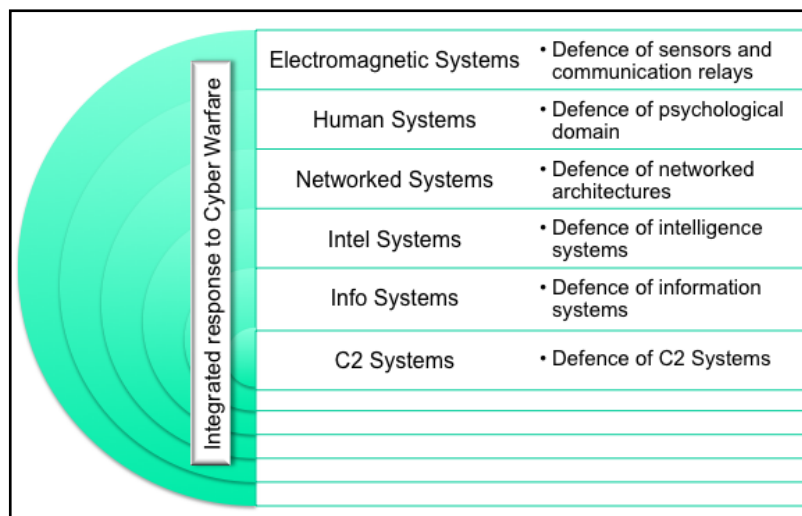 Integrated response to Cyber Warfare
Electromagnetic Systems
• Defence of sensors and
communication relays
Human Systems
• Defence of psychological
domain
Networked Systems
• Defence of networked
architectures
Intel Systems
• Defence of intelligence
systems
Info Systems
• Defence of information
systems
C2 Systems
• Defence of C2 Systems